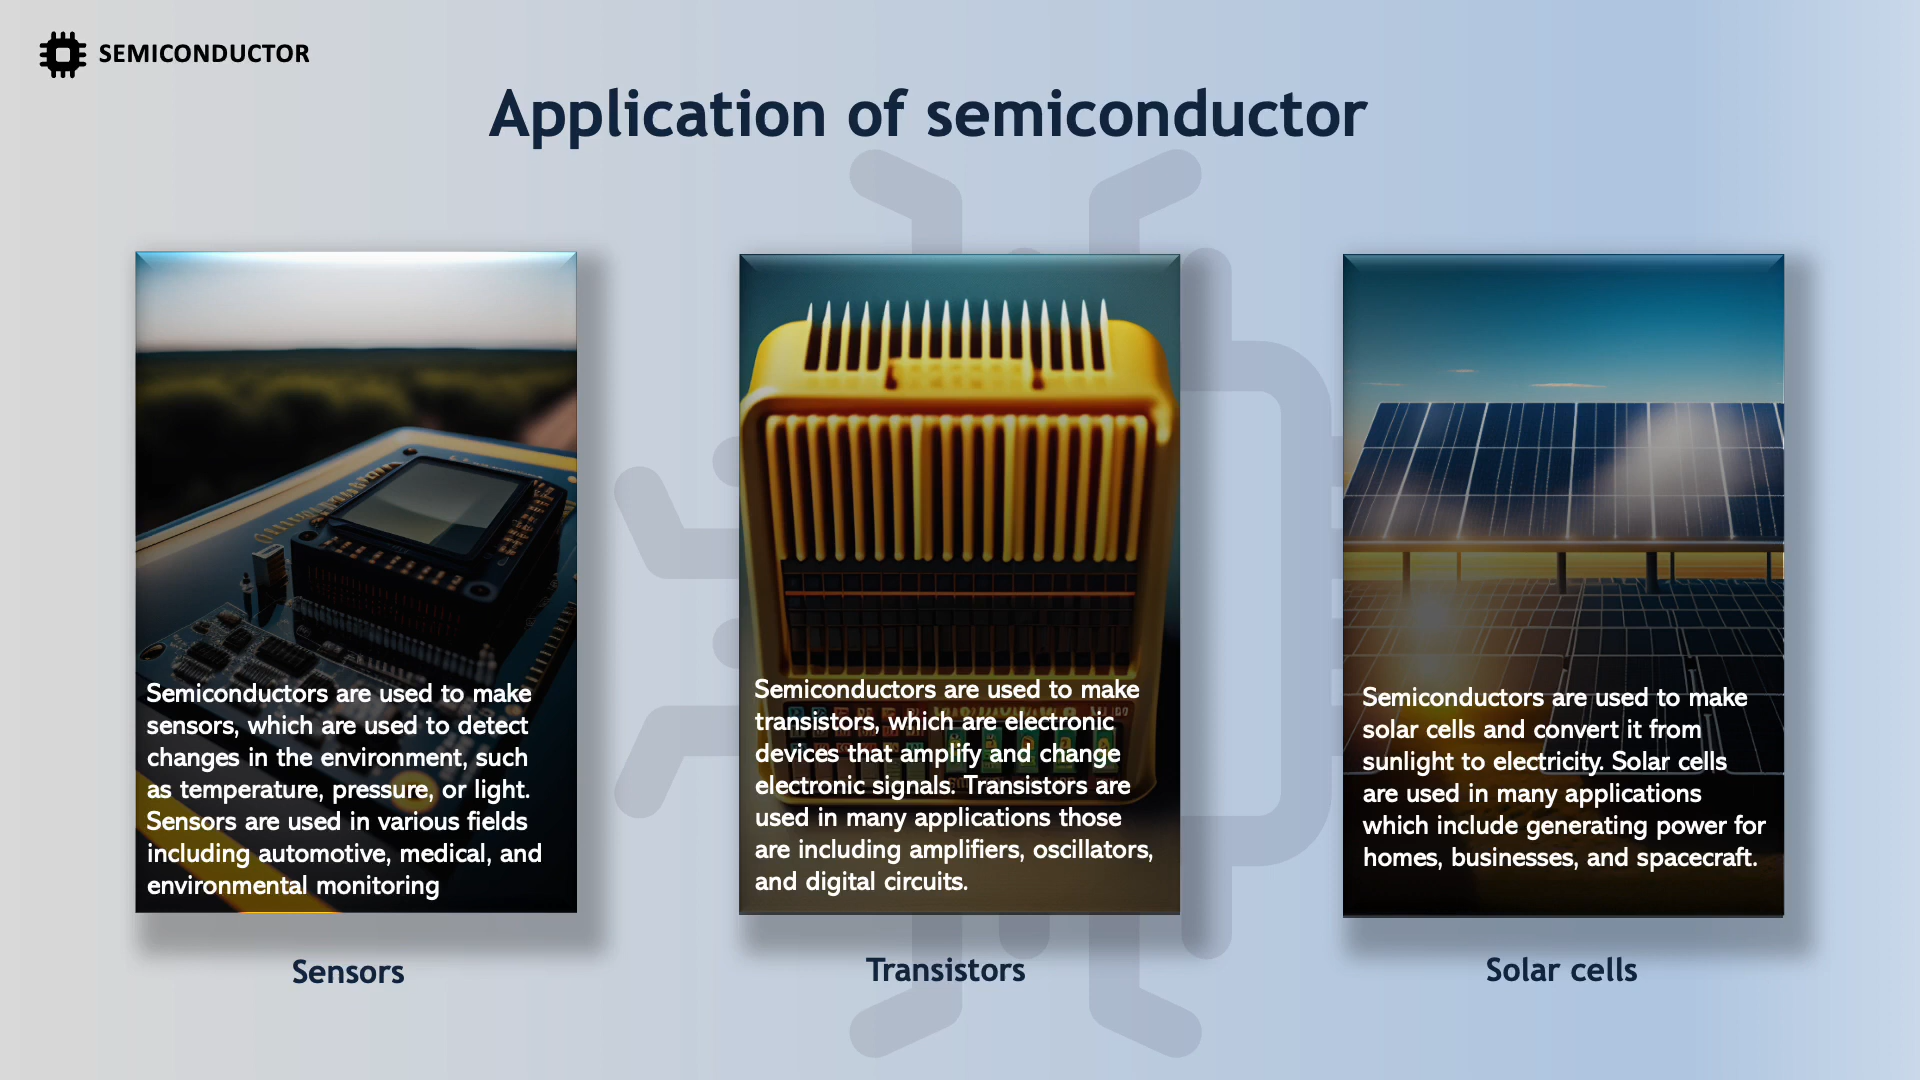 SEMICONDUCTOR
Application of semiconductor
Semiconductors are used to make
sensors, which are used to detect
changes in the environment, such
as temperature, pressure, or light.
Sensors are used in various fields
including automotive, medical, and
environmental monitoring
Sensors
Semiconductors are used to make
transistors, which are electronic
devices that amplify and change
electronic signals. Transistors are
used in many applications those
are including amplifiers, oscillators,
and digital circuits.
Transistors
Semiconductors are used to make
solar cells and convert it from
sunlight to electricity. Solar cells
are used in many applications
which include generating power for
homes, businesses, and spacecraft.
Solar cells